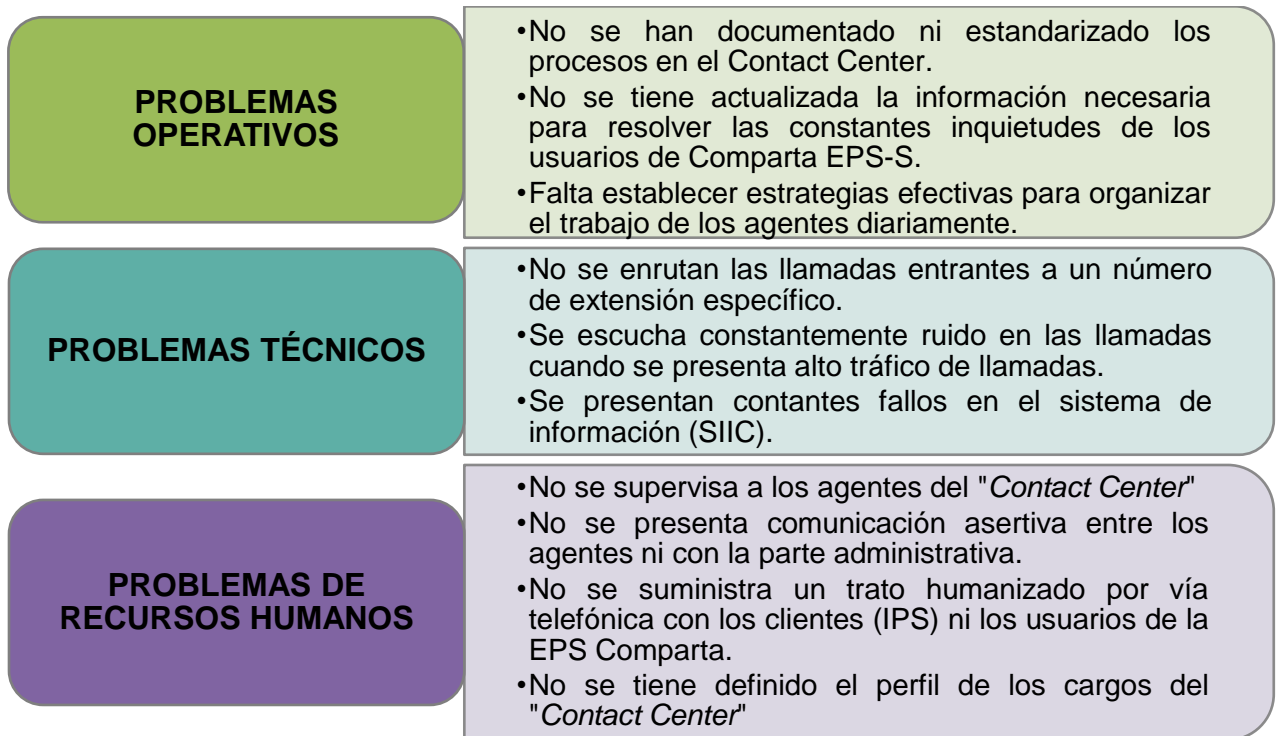 PROBLEMAS
OPERATIVOS
•No se han documentado ni estandarizado los
procesos en el Contact Center.
•No se tiene actualizada la información necesaria
para resolver las constantes inquietudes de los
usuarios de Comparta EPS-S.
•Falta establecer estrategias efectivas para organizar
el trabajo de los agentes diariamente.
PROBLEMAS TÉCNICOS
•No se enrutan las llamadas entrantes a un número
de extensión específico.
•Se escucha constantemente ruido en las llamadas
cuando se presenta alto tráfico de llamadas.
•Se presentan contantes fallos en el sistema de
información (SIIC).
PROBLEMAS DE
RECURSOS HUMANOS
•No se supervisa a los agentes del "Contact Center"
•No se presenta comunicación asertiva entre los
agentes ni con la parte administrativa.
•No se suministra un trato humanizado por vía
telefónica con los clientes (IPS) ni los usuarios de la
EPS Comparta.
•No se tiene definido el perfil de los cargos del
"Contact Center"